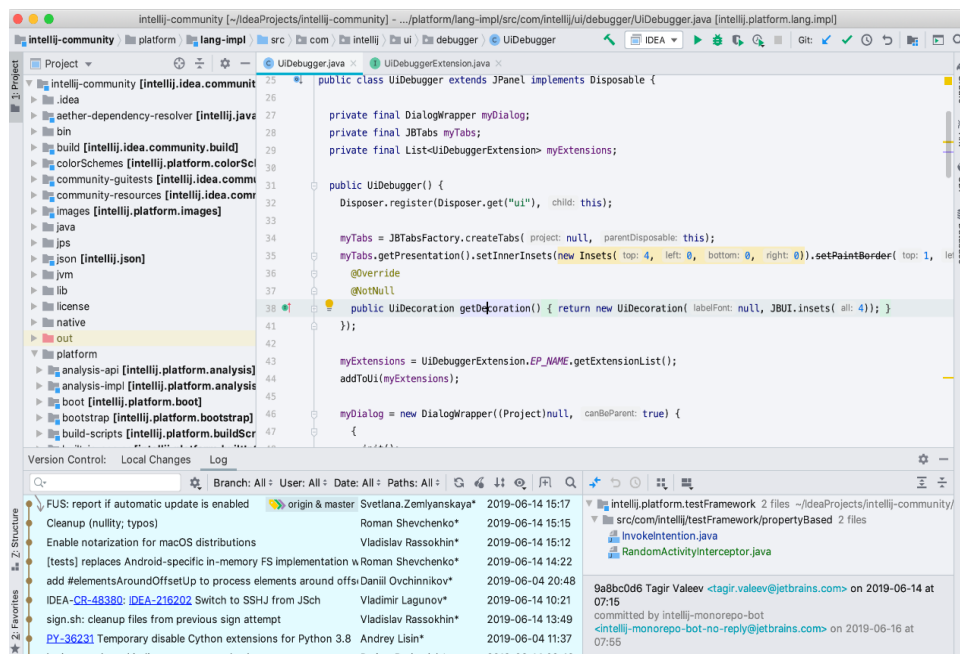 intellij-community [~/IdeaProjects/intellij-community] - .../platform/lang-impl/src/com/intellij/ui/debugger/UiDebugger.java [intellij.platform.lang.impl]
intellij-community platform lang-impl src com intellij ui debugger UiDebugger IDEA Git:
1: Project
Project
UiDebugger.java UiDebuggerExtension.java
intellij-community [intellij.idea.communit
.idea
aether-dependency-resolver [intellij.java
bin
build [intellij.idea.community.build]
colorSchemes [intellij.platform.colorScl
community-guitests [intellij.idea.commu
community-resources [intellij.idea.comr
images [intellij.platform.images]
java
jps
json [intellij.json]
jvm
lib
license
native
out
platform
analysis-api [intellij.platform.analysis]
analysis-impl [intellij.platform.analysis
boot [intellij.platform.boot]
bootstrap [intellij.platform.bootstrap]
build-scripts [intellij.platform.buildScr
25 public class UiDebugger extends JPanel implements Disposable {
26
27 private final DialogWrapper myDialog;
28 private final JBTabs myTabs;
29 private final List<UiDebuggerExtension> myExtensions;
30
31 public UiDebugger() {
32 Disposer.register(Disposer.get("ui"), child: this);
33
34 myTabs = JBTabsFactory.createTabs( project: null, parentDisposable: this);
35 myTabs.getPresentation().setInnerInsets(new Insets( top: 4, left: 0, bottom: 0, right: 0)).setPaintBorder( top: 1, lef
36 @Override
37 @NotNull
38 public UiDecoration getDecoration() { return new UiDecoration( labelFont: null, JBUI.insets( all: 4)); }
41 });
42
43 myExtensions = UiDebuggerExtension.EP_NAME.getExtensionList();
44 addToUi(myExtensions);
45
46 myDialog = new DialogWrapper((Project)null, canBeParent: true) {
47 {
Version Control: Local Changes Log
Branch: All User: All Date: All Paths: All
FUS: report if automatic update is enabled origin & master Svetlana.Zemlyanskaya* 2019-06-14 15:17
Cleanup (nullity; typos) Roman Shevchenko* 2019-06-14 15:15
Enable notarization for macOS distributions Vladislav Rassokhin* 2019-06-14 15:12
[tests] replaces Android-specific in-memory FS implementation w Roman Shevchenko* 2019-06-14 14:22
add #elementsAroundOffsetUp to process elements around offs Daniil Ovchinnikov* 2019-06-04 20:48
IDEA-CR-48380: IDEA-216202 Switch to SSHJ from JSch Vladimir Lagunov* 2019-06-14 10:21
sign.sh: cleanup files from previous sign attempt Vladislav Rassokhin* 2019-06-14 13:49
PY-36231 Temporary disable Cython extensions for Python 3.8 Andrey Lisin* 2019-06-04 11:37
intellij.platform.testFramework 2 files ~/IdeaProjects/intellij-community/
src/com/intellij/testFramework/propertyBased 2 files
InvokeIntention.java
RandomActivityInterceptor.java
9a8bc0d6 Tagir Valeev <tagir.valeev@jetbrains.com> on 2019-06-14 at
07:15
committed by intellij-monorepo-bot
<intellij-monorepo-bot-no-reply@jetbrains.com> on 2019-06-16 at
07:55
Z: Structure
2: Favorites